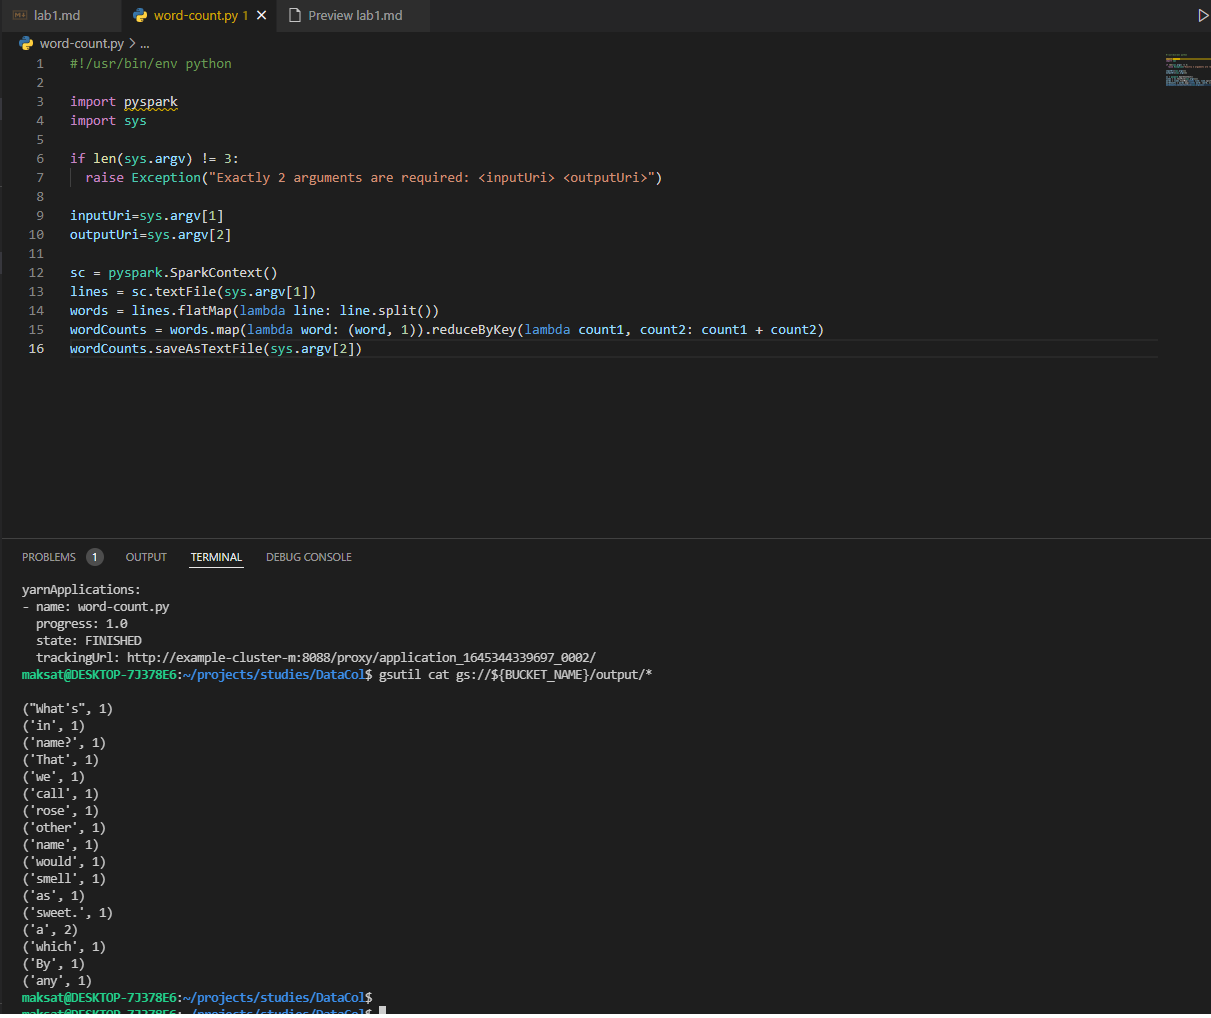 lab1.md
word-count.py 1
Preview lab1.md
word-count.py > ...
1 #!/usr/bin/env python
2
3 import pyspark
4 import sys
5
6 if len(sys.argv) != 3:
7 raise Exception("Exactly 2 arguments are required: <inputUri> <outputUri>")
8
9 inputUri=sys.argv[1]
10 outputUri=sys.argv[2]
11
12 sc = pyspark.SparkContext()
13 lines = sc.textFile(sys.argv[1])
14 words = lines.flatMap(lambda line: line.split())
15 wordCounts = words.map(lambda word: (word, 1)).reduceByKey(lambda count1, count2: count1 + count2)
16 wordCounts.saveAsTextFile(sys.argv[2])
PROBLEMS 1 OUTPUT TERMINAL DEBUG CONSOLE
yarnApplications:
- name: word-count.py
progress: 1.0
state: FINISHED
trackingUrl: http://example-cluster-m:8088/proxy/application_1645344339697_0002/
maksat@DESKTOP-7J378E6:~/projects/studies/DataCol$ gsutil cat gs://${BUCKET_NAME}/output/*
("What's", 1)
('in', 1)
('name?', 1)
('That', 1)
('we', 1)
('call', 1)
('rose', 1)
('other', 1)
('name', 1)
('would', 1)
('smell', 1)
('as', 1)
('sweet.', 1)
('a', 2)
('which', 1)
('By', 1)
('any', 1)
maksat@DESKTOP-7J378E6:~/projects/studies/DataCol$
maksat@DESKTOP-7J378E6:~/projects/studies/DataCol$